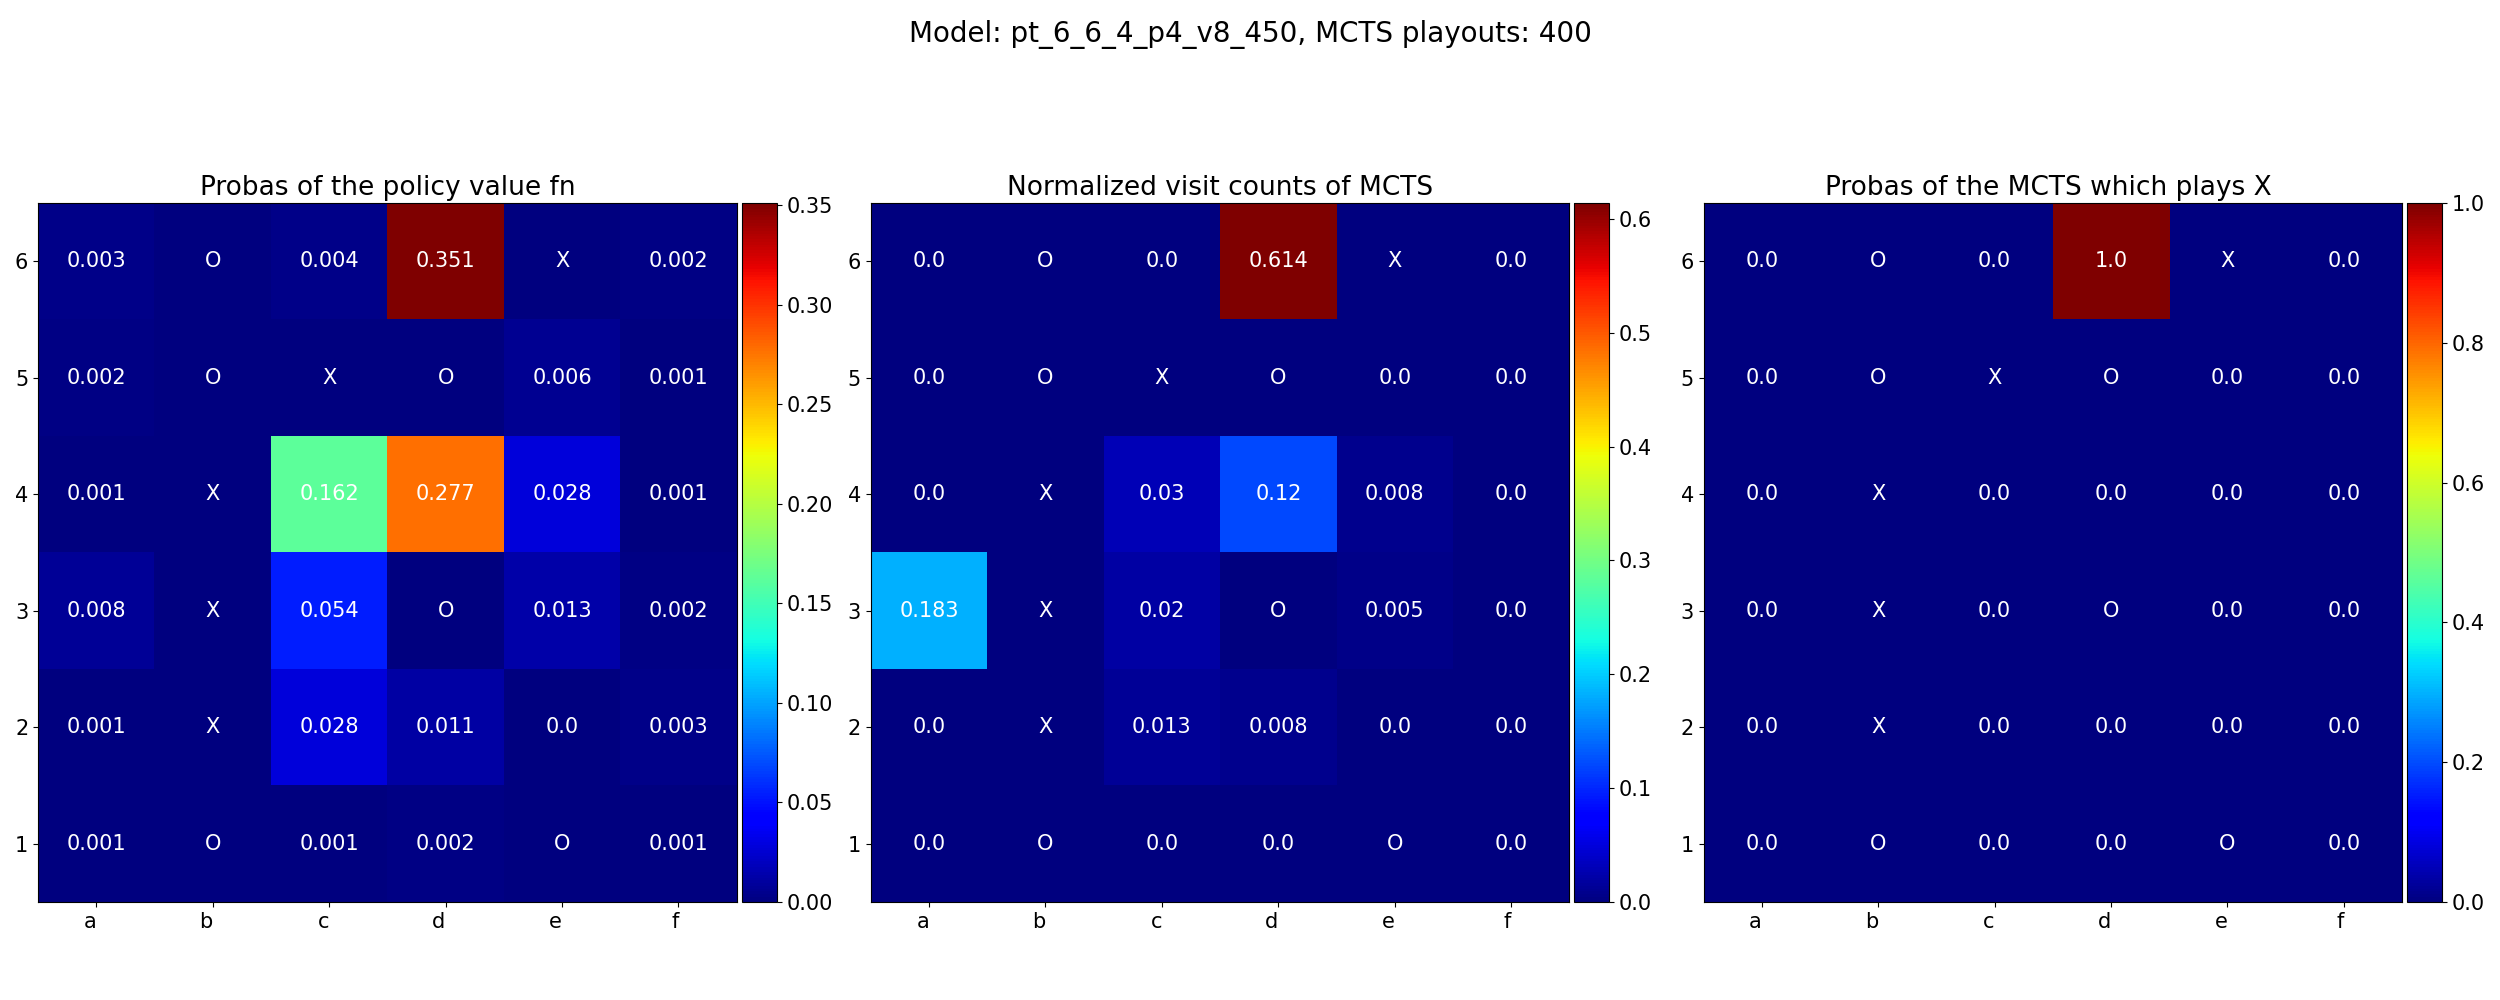 Model: pt_6_6_4_p4_v8_450, MCTS playouts: 400
Probas of the policy value fn
6 0.003 O 0.004 0.351 X 0.002
5 0.002 O X O 0.006 0.001
4 0.001 X 0.162 0.277 0.028 0.001
3 0.008 X 0.054 O 0.013 0.002
2 0.001 X 0.028 0.011 0.0 0.003
1 0.001 O 0.001 0.002 O 0.001
a b c d e f
0.35
0.30
0.25
0.20
0.15
0.10
0.05
0.00
Normalized visit counts of MCTS
6 0.0 O 0.0 0.614 X 0.0
5 0.0 O X O 0.0 0.0
4 0.0 X 0.03 0.12 0.008 0.0
3 0.183 X 0.02 O 0.005 0.0
2 0.0 X 0.013 0.008 0.0 0.0
1 0.0 O 0.0 0.0 O 0.0
a b c d e f
0.6
0.5
0.4
0.3
0.2
0.1
0.0
Probas of the MCTS which plays X
6 0.0 O 0.0 1.0 X 0.0
5 0.0 O X O 0.0 0.0
4 0.0 X 0.0 0.0 0.0 0.0
3 0.0 X 0.0 O 0.0 0.0
2 0.0 X 0.0 0.0 0.0 0.0
1 0.0 O 0.0 0.0 O 0.0
a b c d e f
1.0
0.8
0.6
0.4
0.2
0.0